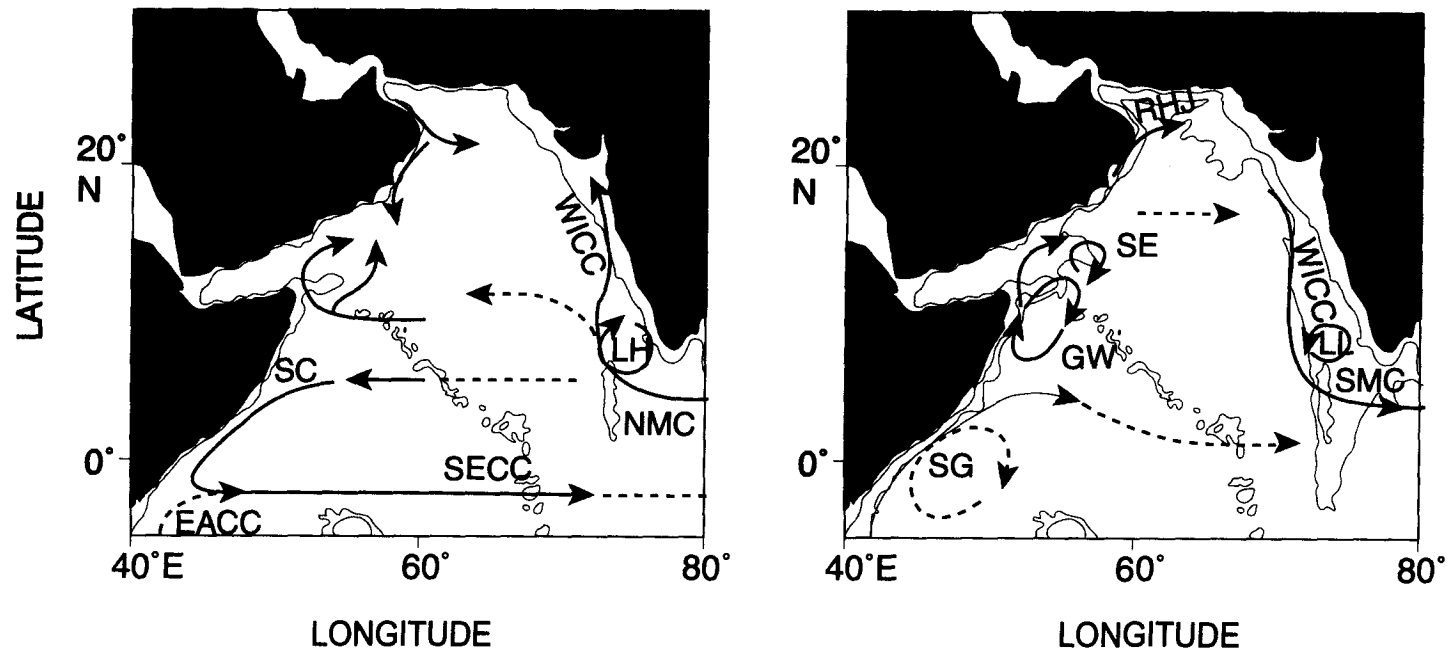 20°
N
0°
LATITUDE
WICC
LH
SC
NMC
SECC
EACC
40°E
60°
80°
LONGITUDE
20°
N
0°
RHJ
SE
WICC
LL
GW
SMC
SG
40°E
60°
80°
LONGITUDE